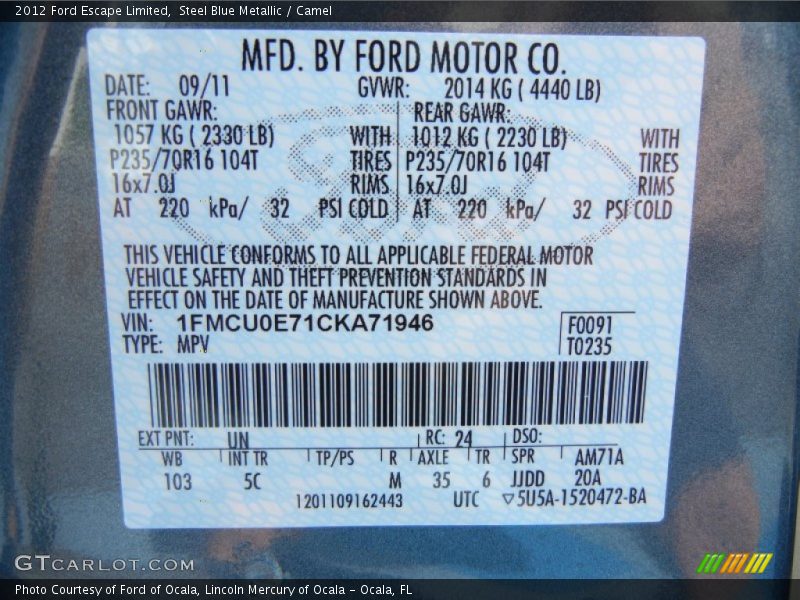 2012 Ford Escape Limited,  Steel Blue Metallic / Camel
MFD. BY FORD MOTOR CO.
DATE: 09/11 GVWR: 2014 KG ( 4440 LB)
FRONT GAWR: REAR GAWR:
1057 KG ( 2330 LB) WITH 1012 KG ( 2230 LB) WITH
P235/70R16 104T TIRES P235/70R16 104T TIRES
16x7.0J RIMS 16x7.0J RIMS
AT 220 kPa/ 32 PSI COLD AT 220 kPa/ 32 PSI COLD
THIS VEHICLE CONFORMS TO ALL APPLICABLE FEDERAL MOTOR
VEHICLE SAFETY AND THEFT PREVENTION STANDARDS IN
EFFECT ON THE DATE OF MANUFACTURE SHOWN ABOVE.
VIN: 1FMCU0E71CKA71946 F0091
TYPE: MPV T0235
EXT PNT: UN RC: 24 DSO:
WB INT TR TP/PS R AXLE TR SPR AM71A
103 5C M 35 6 JJDD 20A
1201109162443 UTC ▽5U5A-1520472-BA
GTCARLOT.COM
Photo Courtesy of Ford of Ocala, Lincoln Mercury of Ocala – Ocala, FL